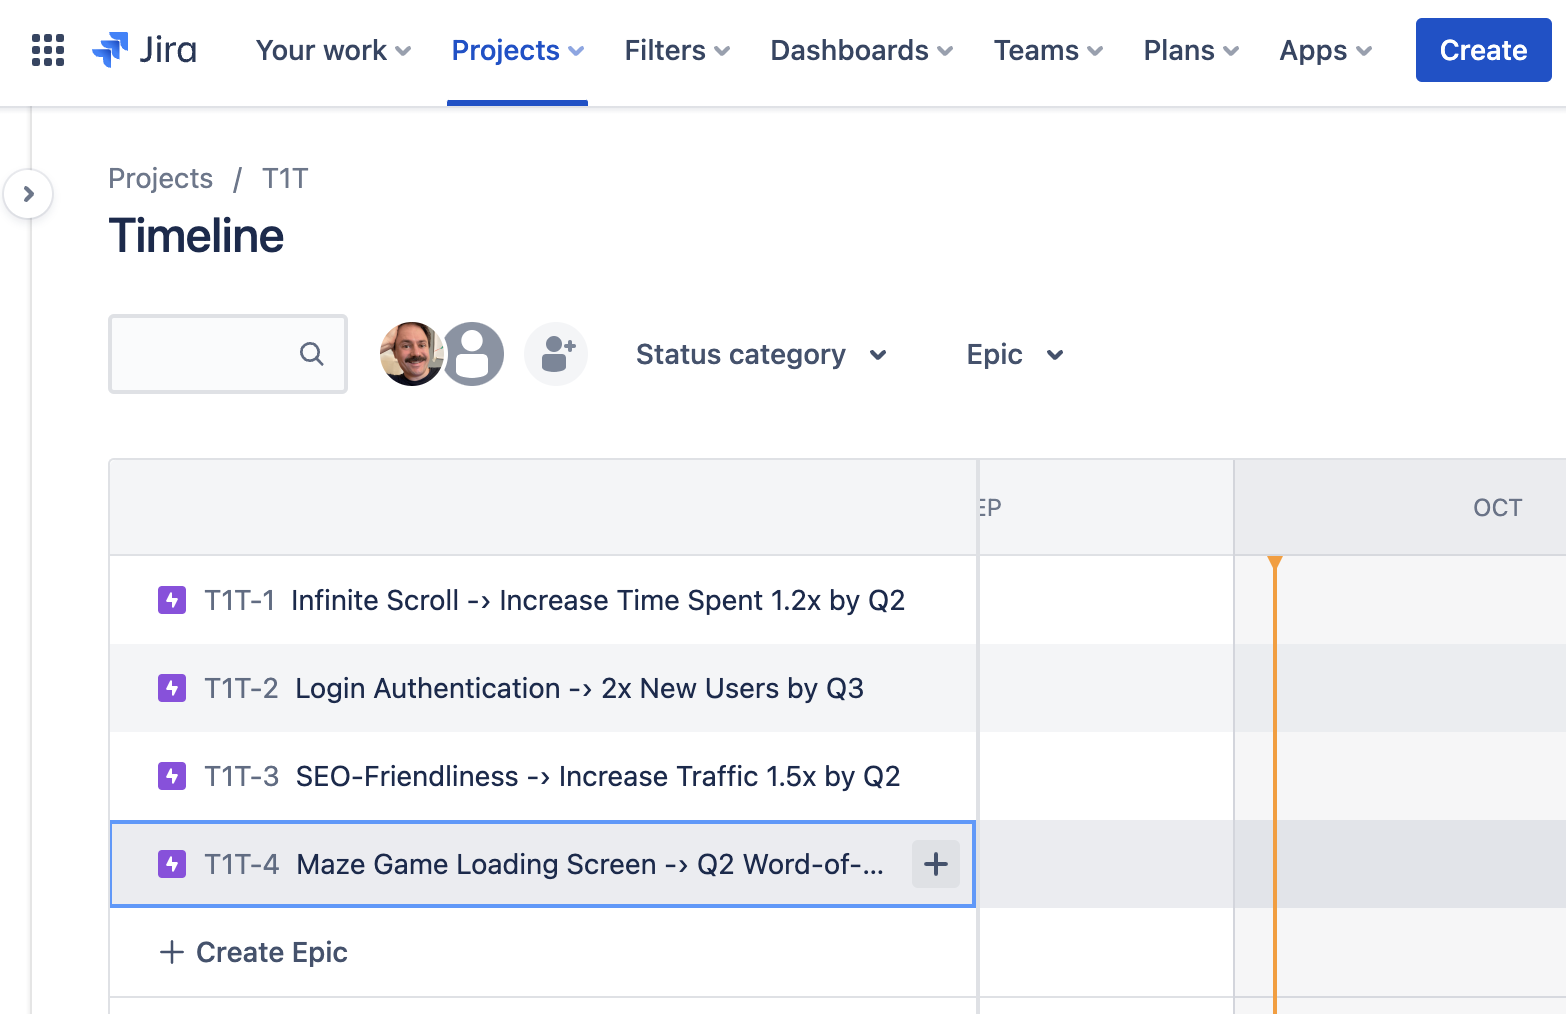 Jira Your work Projects Filters Dashboards Teams Plans Apps Create
Projects / T1T
Timeline
Status category Epic
EP OCT
T1T-1 Infinite Scroll -> Increase Time Spent 1.2x by Q2
T1T-2 Login Authentication -> 2x New Users by Q3
T1T-3 SEO-Friendliness -> Increase Traffic 1.5x by Q2
T1T-4 Maze Game Loading Screen -> Q2 Word-of-...
+ Create Epic